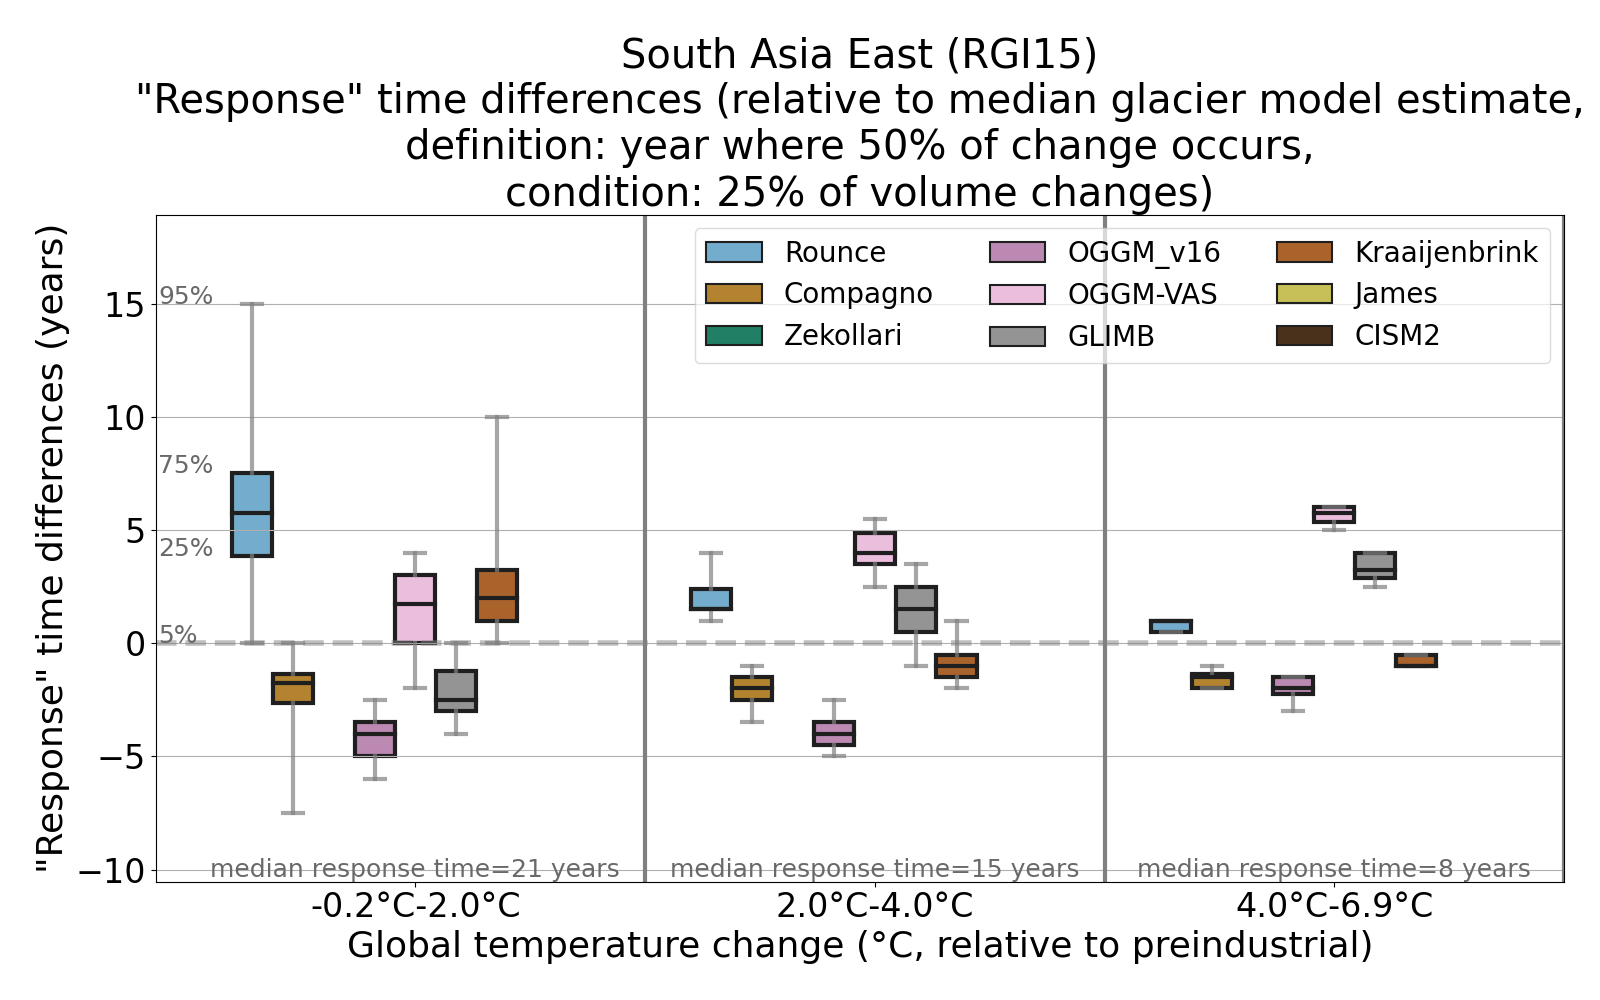 South Asia East (RGI15)
"Response" time differences (relative to median glacier model estimate,
definition: year where 50% of change occurs,
condition: 25% of volume changes)
"Response" time differences (years)
15
10
5
0
−5
−10
95%
75%
25%
5%
Rounce
Compagno
Zekollari
OGGM_v16
OGGM-VAS
GLIMB
Kraaijenbrink
James
CISM2
median response time=21 years
median response time=15 years
median response time=8 years
-0.2°C-2.0°C
2.0°C-4.0°C
4.0°C-6.9°C
Global temperature change (°C, relative to preindustrial)